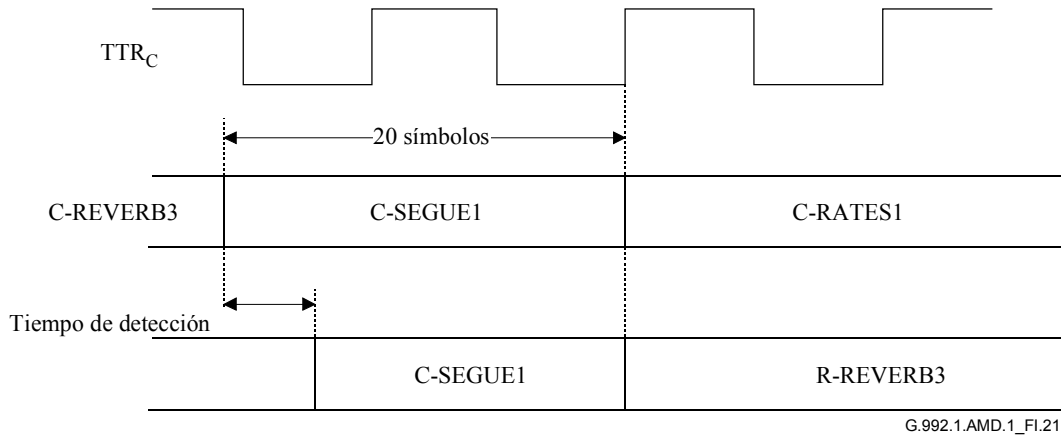 TTRC
20 símbolos
C-REVERB3 C-SEGUE1 C-RATES1
Tiempo de detección
C-SEGUE1 R-REVERB3
G.992.1.AMD.1_FI.21